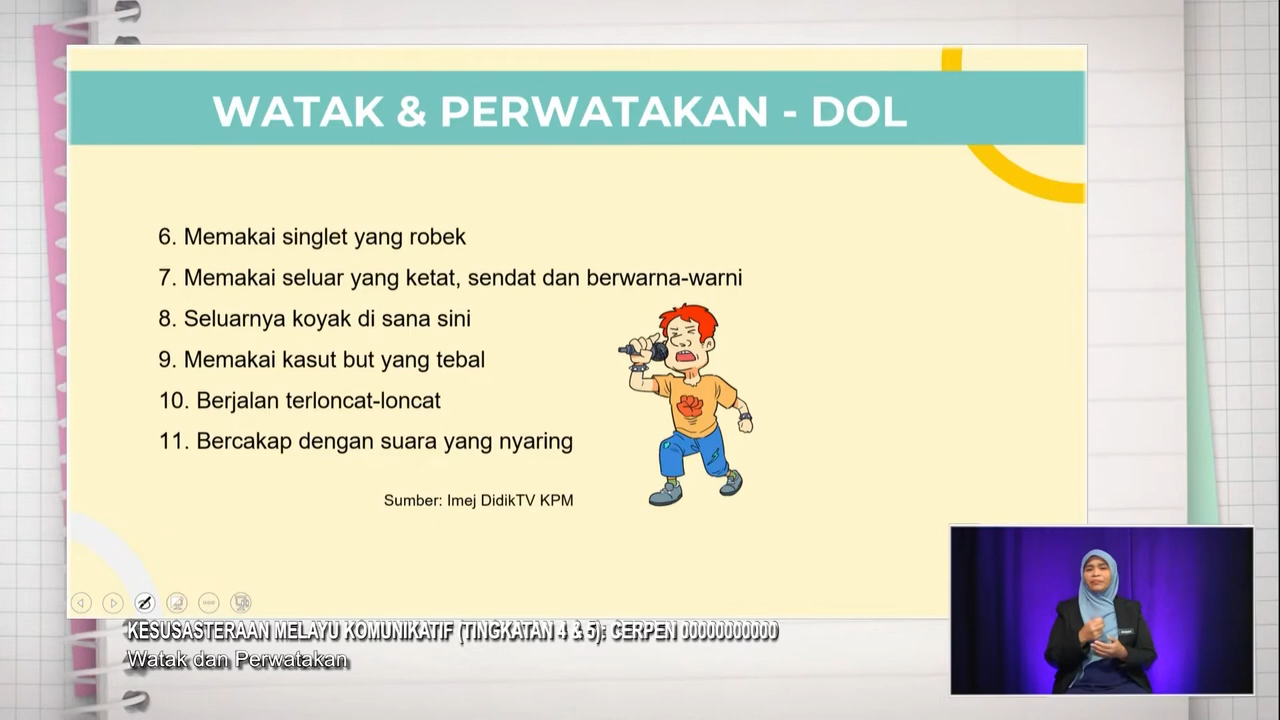 WATAK & PERWATAKAN - DOL
6. Memakai singlet yang robek
7. Memakai seluar yang ketat, sendat dan berwarna-warni
8. Seluarnya koyak di sana sini
9. Memakai kasut but yang tebal
10. Berjalan terloncat-loncat
11. Bercakap dengan suara yang nyaring
Sumber: Imej DidikTV KPM
KESUSASTERAAN MELAYU KOMUNIKATIF (TINGKATAN 4 & 5): CERPEN 00000000000
Watak dan Perwatakan